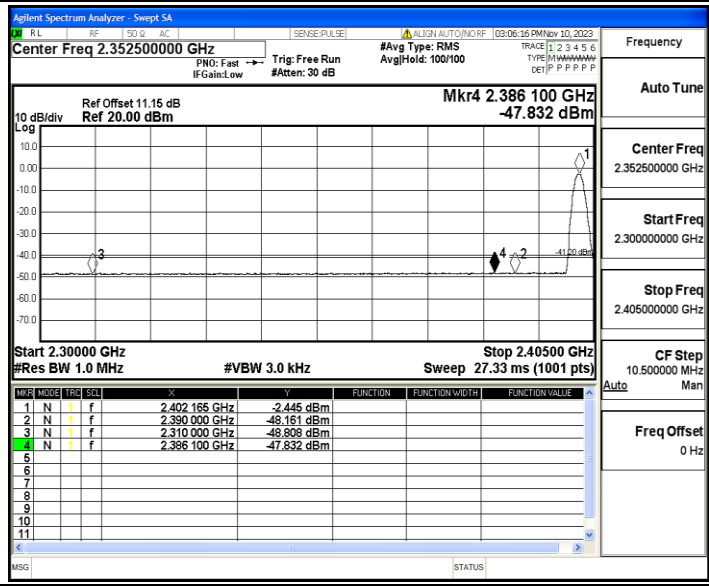 Agilent Spectrum Analyzer - Swept SA
RL RF 50 Ω AC SENSE:PULSE ALIGN AUTO/NO RF 03:06:16 PM Nov 10, 2023
Center Freq 2.352500000 GHz
PNO: Fast
IFGain:Low
Trig: Free Run
#Atten: 30 dB
#Avg Type: RMS
Avg|Hold: 100/100
TRACE 1 2 3 4 5 6
TYPE MWWWWW
DET P P P P P P
Ref Offset 11.15 dB
10 dB/div Ref 20.00 dBm
Log
Mkr4 2.386 100 GHz
-47.832 dBm
10.0
0.00
-10.0
-20.0
-30.0
-40.0
-50.0
-60.0
-70.0
1
3
4
2
-41.20 dBm
Start 2.30000 GHz Stop 2.40500 GHz
#Res BW 1.0 MHz #VBW 3.0 kHz Sweep 27.33 ms (1001 pts)
MKR MODE TRC SCL X Y FUNCTION FUNCTION WIDTH FUNCTION VALUE
1 N 1 f 2.402 165 GHz -2.445 dBm
2 N 1 f 2.390 000 GHz -48.161 dBm
3 N 1 f 2.310 000 GHz -48.808 dBm
4 N 1 f 2.386 100 GHz -47.832 dBm
5
6
7
8
9
10
11
MSG STATUS
Frequency
Auto Tune
Center Freq
2.352500000 GHz
Start Freq
2.300000000 GHz
Stop Freq
2.405000000 GHz
CF Step
10.500000 MHz
Auto Man
Freq Offset
0 Hz